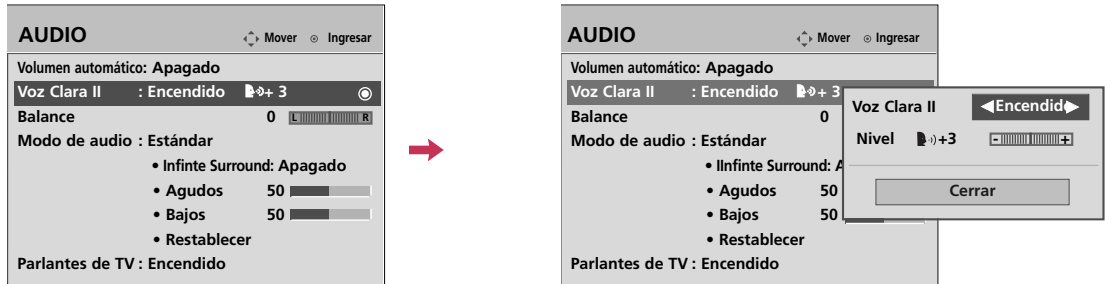 AUDIO
Mover
Ingresar
Volumen automático: Apagado
Voz Clara II : Encendido + 3
Balance 0 L R
Modo de audio : Estándar
• Infinte Surround: Apagado
• Agudos 50
• Bajos 50
• Restablecer
Parlantes de TV : Encendido
AUDIO
Mover
Ingresar
Volumen automático: Apagado
Voz Clara II : Encendido + 3
Balance 0
Modo de audio : Estándar
• IInfinte Surround: A
• Agudos 50
• Bajos 50
• Restablecer
Parlantes de TV : Encendido
Voz Clara II ◀Encendido▶
Nivel +3 - +
Cerrar